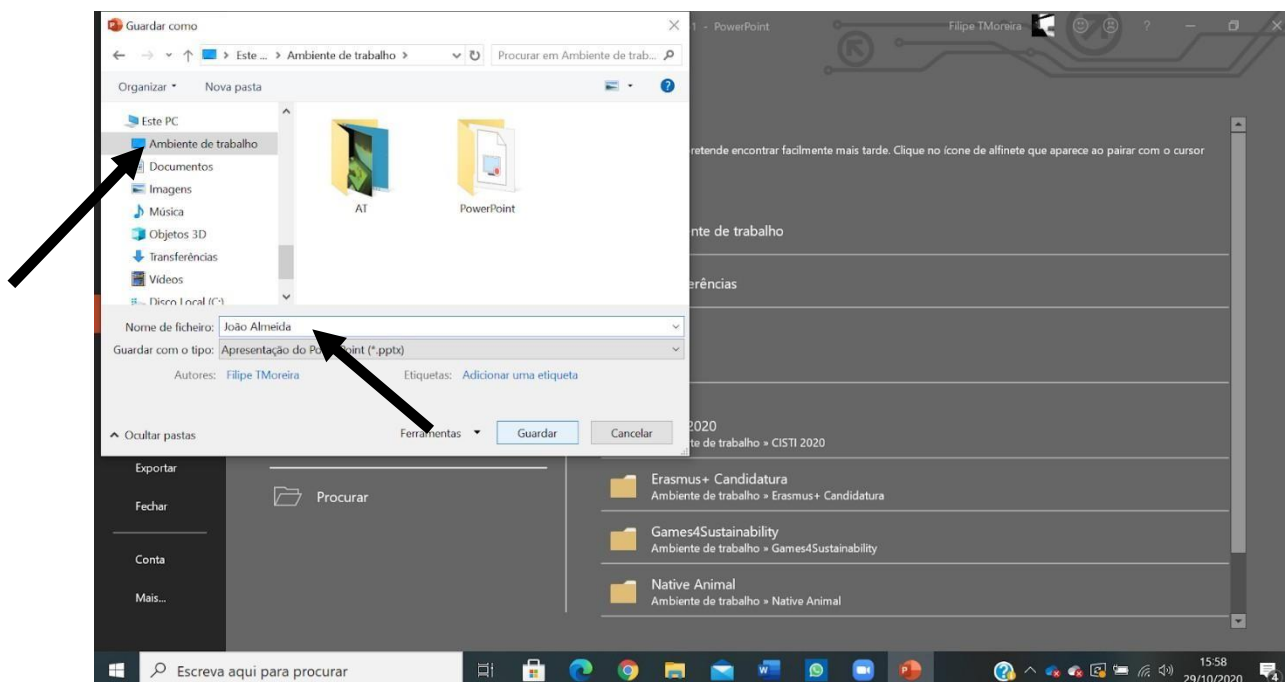 Guardar como
1 - PowerPoint
Filipe TMoreira
?
Este ... > Ambiente de trabalho >
Procurar em Ambiente de trab...
Organizar
Nova pasta
?
Este PC
Ambiente de trabalho
Documentos
Imagens
Música
Objetos 3D
Transferências
Vídeos
Disco Local (C:)
AT
PowerPoint
retende encontrar facilmente mais tarde. Clique no ícone de alfinete que aparece ao pairar com o cursor
nte de trabalho
erências
Nome de ficheiro: João Almeida
Guardar com o tipo: Apresentação do PowerPoint (*.pptx)
Autores: Filipe TMoreira
Etiquetas: Adicionar uma etiqueta
Ocultar pastas
Ferramentas
Guardar
Cancelar
2020
te de trabalho » CISTI 2020
Exportar
Fechar
Conta
Mais...
Procurar
Erasmus+ Candidatura
Ambiente de trabalho » Erasmus+ Candidatura
Games4Sustainability
Ambiente de trabalho » Games4Sustainability
Native Animal
Ambiente de trabalho » Native Animal
Escreva aqui para procurar
15:58
29/10/2020
4